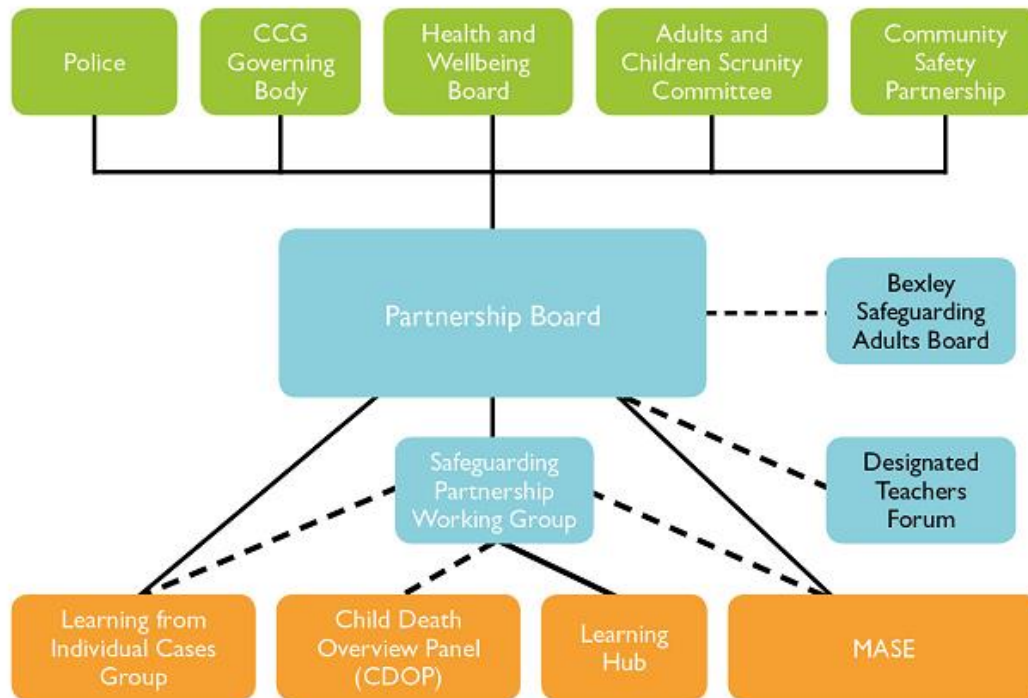 Police
CCG
Governing
Body
Health and
Wellbeing
Board
Adults and
Children Scrunity
Committee
Community
Safety
Partnership
Partnership Board
Bexley
Safeguarding
Adults Board
Safeguarding
Partnership
Working Group
Designated
Teachers
Forum
Learning from
Individual Cases
Group
Child Death
Overview Panel
(CDOP)
Learning
Hub
MASE